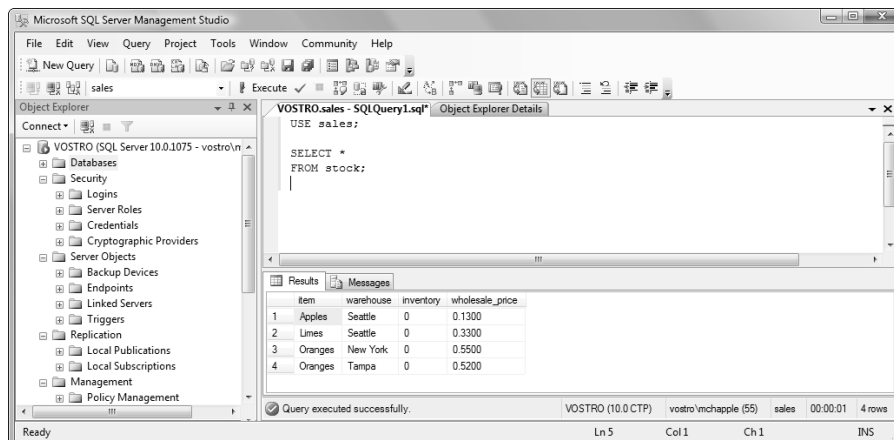 Microsoft SQL Server Management Studio
File Edit View Query Project Tools Window Community Help
New Query
sales Execute
Object Explorer
VOSTRO.sales - SQLQuery1.sql* Object Explorer Details
Connect
USE sales;
SELECT *
FROM stock;
VOSTRO (SQL Server 10.0.1075 - vostro\m
Databases
Security
Logins
Server Roles
Credentials
Cryptographic Providers
Server Objects
Backup Devices
Endpoints
Linked Servers
Triggers
Replication
Local Publications
Local Subscriptions
Management
Policy Management
Results Messages
item warehouse inventory wholesale_price
1 Apples Seattle 0 0.1300
2 Limes Seattle 0 0.3300
3 Oranges New York 0 0.5500
4 Oranges Tampa 0 0.5200
Query executed successfully. VOSTRO (10.0 CTP) vostro\mchapple (55) sales 00:00:01 4 rows
Ready Ln 5 Col 1 Ch 1 INS